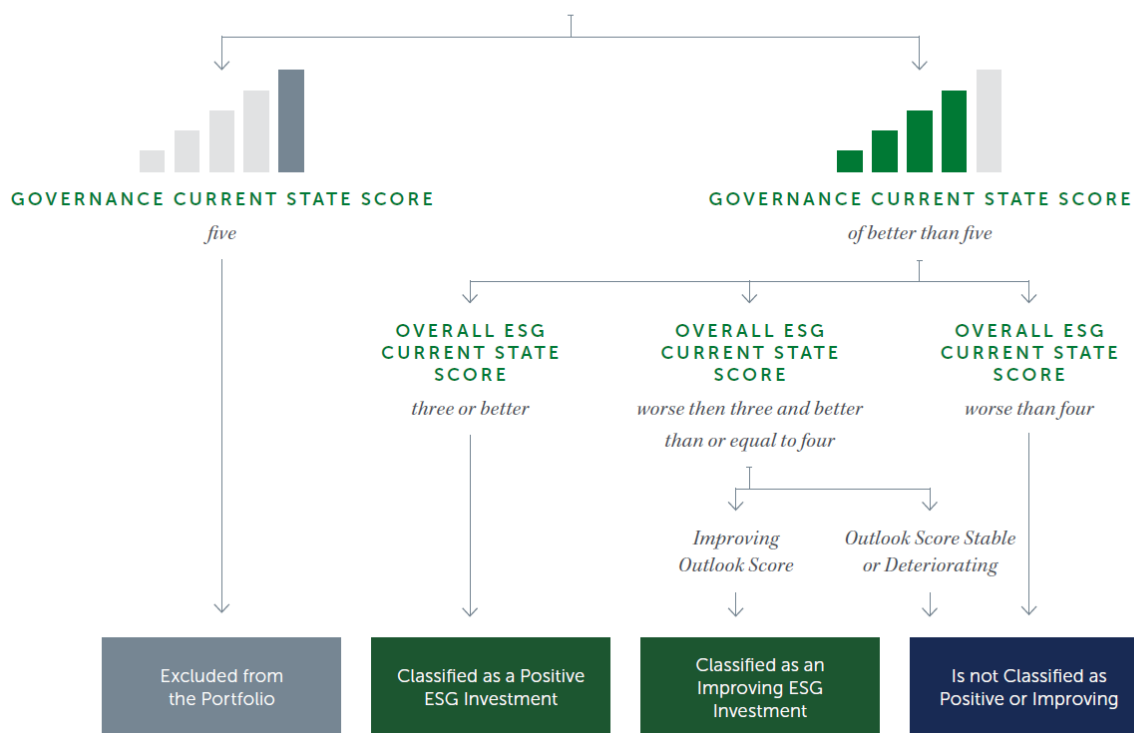 GOVERNANCE CURRENT STATE SCORE
five
GOVERNANCE CURRENT STATE SCORE
of better than five
OVERALL ESG
CURRENT STATE
SCORE
three or better
OVERALL ESG
CURRENT STATE
SCORE
worse then three and better
than or equal to four
OVERALL ESG
CURRENT STATE
SCORE
worse than four
Improving
Outlook Score
Outlook Score Stable
or Deteriorating
Excluded from
the Portfolio
Classified as a Positive
ESG Investment
Classified as an
Improving ESG
Investment
Is not Classified as
Positive or Improving